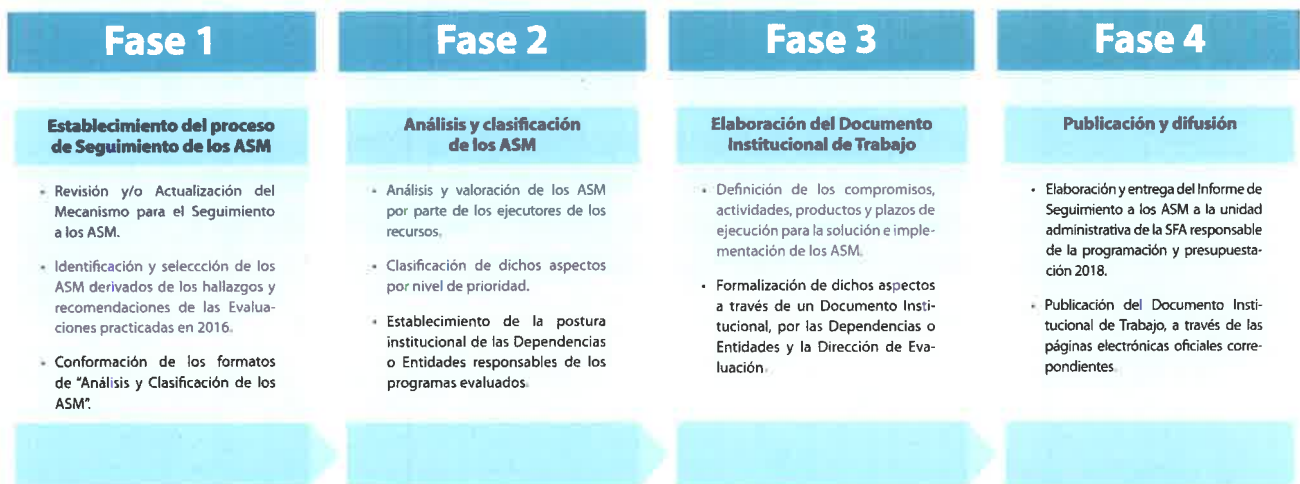 Fase 1
Establecimiento del proceso
de Seguimiento de los ASM
• Revisión y/o Actualización del
Mecanismo para el Seguimiento
a los ASM.
• Identificación y seleccción de los
ASM derivados de los hallazgos y
recomendaciones de las Evalua-
ciones practicadas en 2016.
• Conformación de los formatos
de "Análisis y Clasificación de los
ASM".
Fase 2
Análisis y clasificación
de los ASM
• Análisis y valoración de los ASM
por parte de los ejecutores de los
recursos.
• Clasificación de dichos aspectos
por nivel de prioridad.
• Establecimiento de la postura
institucional de las Dependencias
o Entidades responsables de los
programas evaluados.
Fase 3
Elaboración del Documento
Institucional de Trabajo
• Definición de los compromisos,
actividades, productos y plazos de
ejecución para la solución e imple-
mentación de los ASM.
• Formalización de dichos aspectos
a través de un Documento Insti-
tucional, por las Dependencias o
Entidades y la Dirección de Eva-
luación.
Fase 4
Publicación y difusión
• Elaboración y entrega del Informe de
Seguimiento a los ASM a la unidad
administrativa de la SFA responsable
de la programación y presupuesta-
ción 2018.
• Publicación del Documento Insti-
tucional de Trabajo, a través de las
páginas electrónicas oficiales corre-
pondientes.